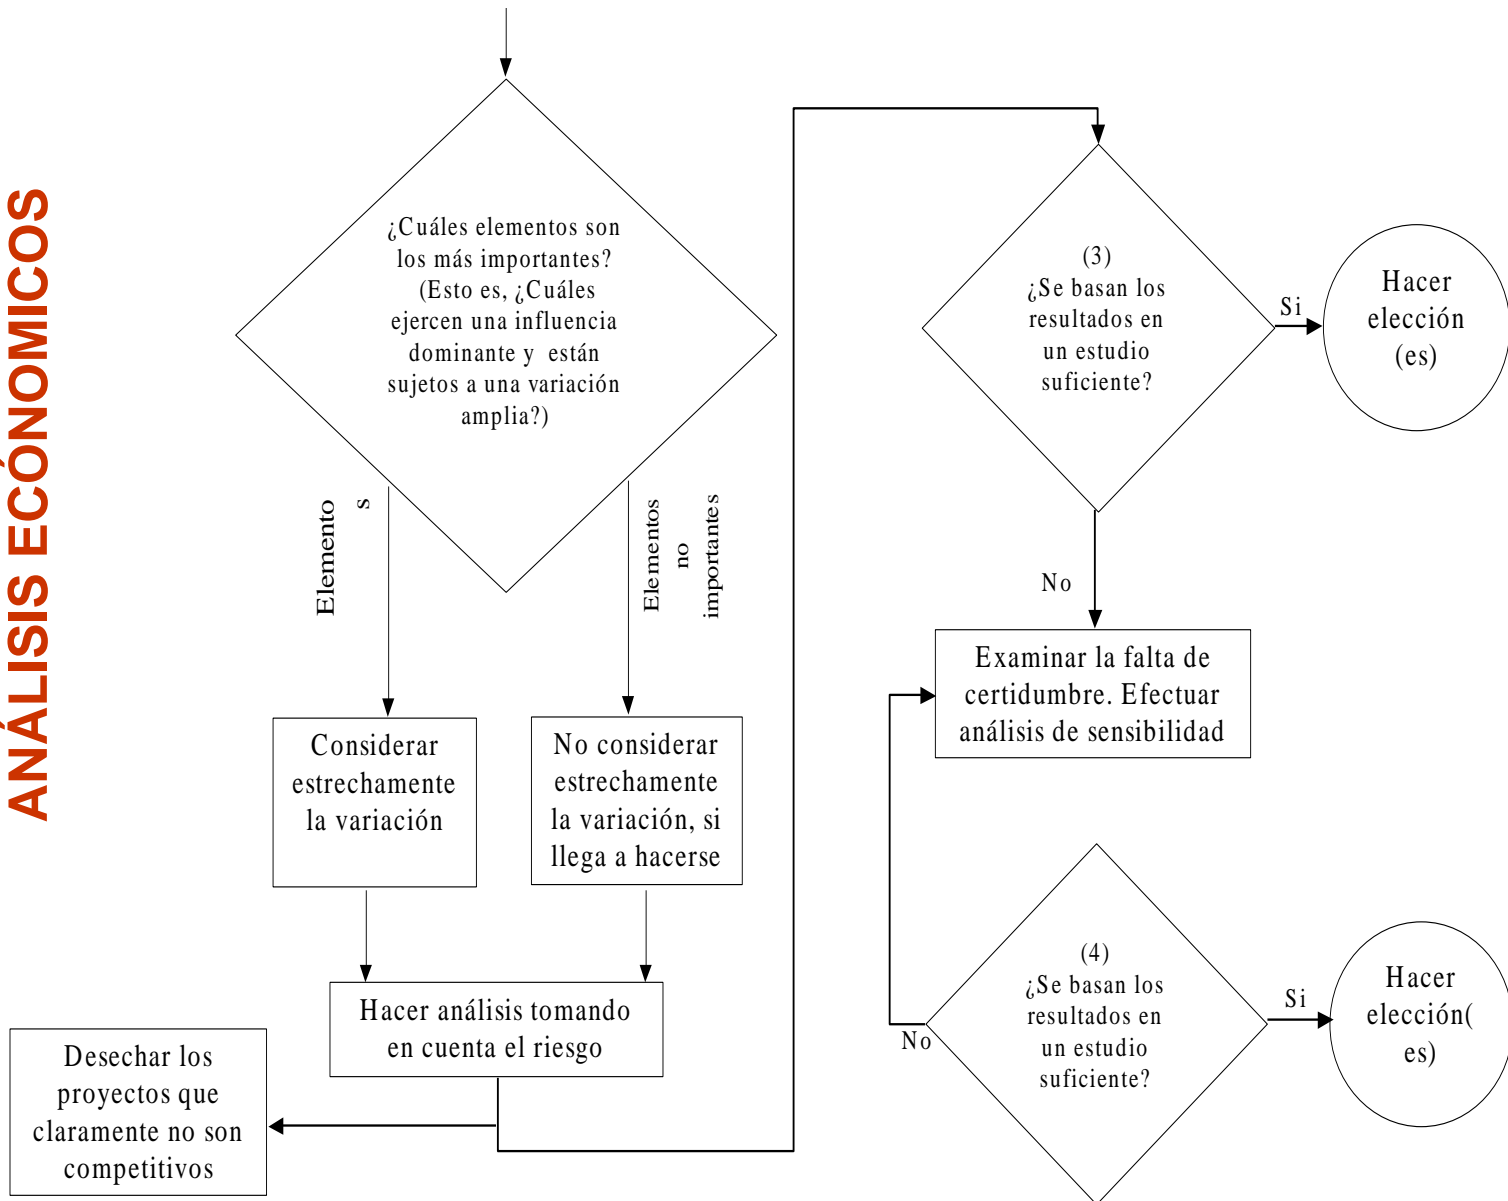 ANÁLISIS ECÓNOMICOS
¿Cuáles elementos son
los más importantes?
(Esto es, ¿Cuáles
ejercen una influencia
dominante y están
sujetos a una variación
amplia?)
Elemento
s
Elementos
no
importantes
Considerar
estrechamente
la variación
No considerar
estrechamente
la variación, si
llega a hacerse
Hacer análisis tomando
en cuenta el riesgo
Desechar los
proyectos que
claramente no son
competitivos
(3)
¿Se basan los
resultados en
un estudio
suficiente?
Si
Hacer
elección
(es)
No
Examinar la falta de
certidumbre. Efectuar
análisis de sensibilidad
(4)
¿Se basan los
resultados en
un estudio
suficiente?
No
Si
Hacer
elección(
es)